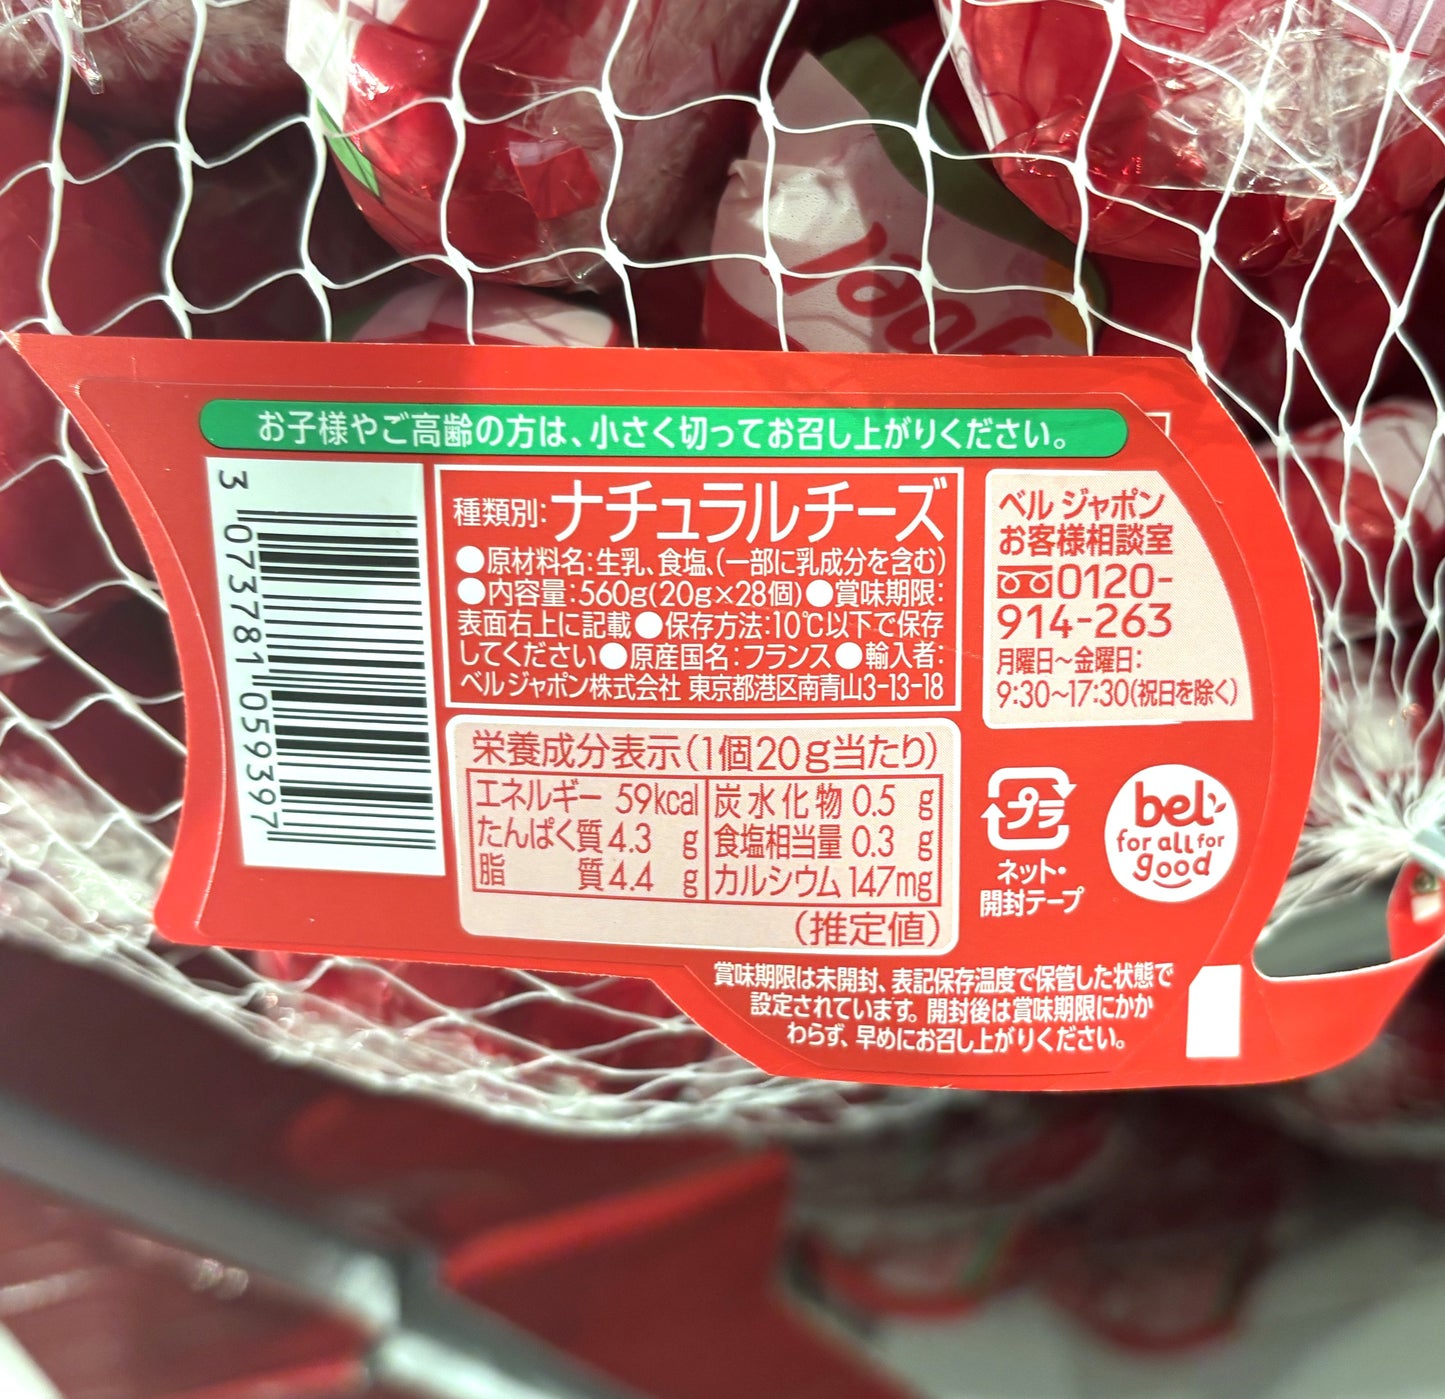 お子様やご高齢の方は、小さく切ってお召し上がりください。
3 073781 059397
種類別:ナチュラルチーズ
●原材料名:生乳、食塩、(一部に乳成分を含む)
●内容量:560g(20g×28個)●賞味期限:
表面右上に記載●保存方法:10℃以下で保存
してください●原産国名:フランス●輸入者:
ベルジャポン株式会社 東京都港区南青山3-13-18
ベル ジャポン
お客様相談室
0120-
914-263
月曜日〜金曜日:
9:30〜17:30(祝日を除く)
栄養成分表示(1個20g当たり)
エネルギー 59kcal 炭水化物 0.5 g
たんぱく質 4.3 g 食塩相当量 0.3 g
脂質 4.4 g カルシウム 147mg
(推定値)
プラ
ネット・
開封テープ
bel
for all for
good
賞味期限は未開封、表記保存温度で保管した状態で
設定されています。開封後は賞味期限にかか
わらず、早めにお召し上がりください。